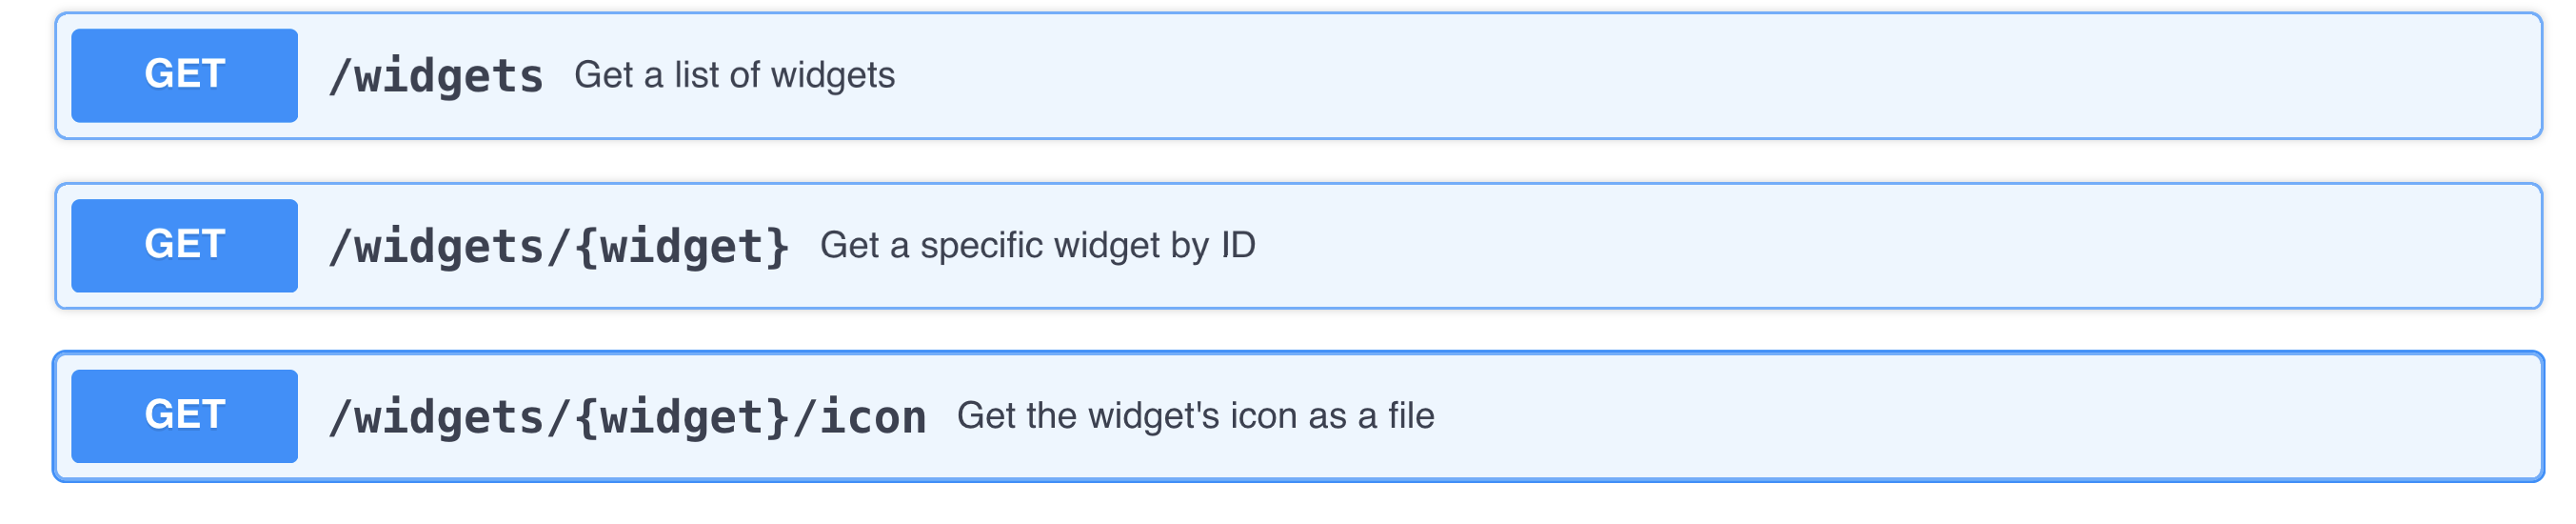 GET /widgets Get a list of widgets
GET /widgets/{widget} Get a specific widget by ID
GET /widgets/{widget}/icon Get the widget's icon as a file